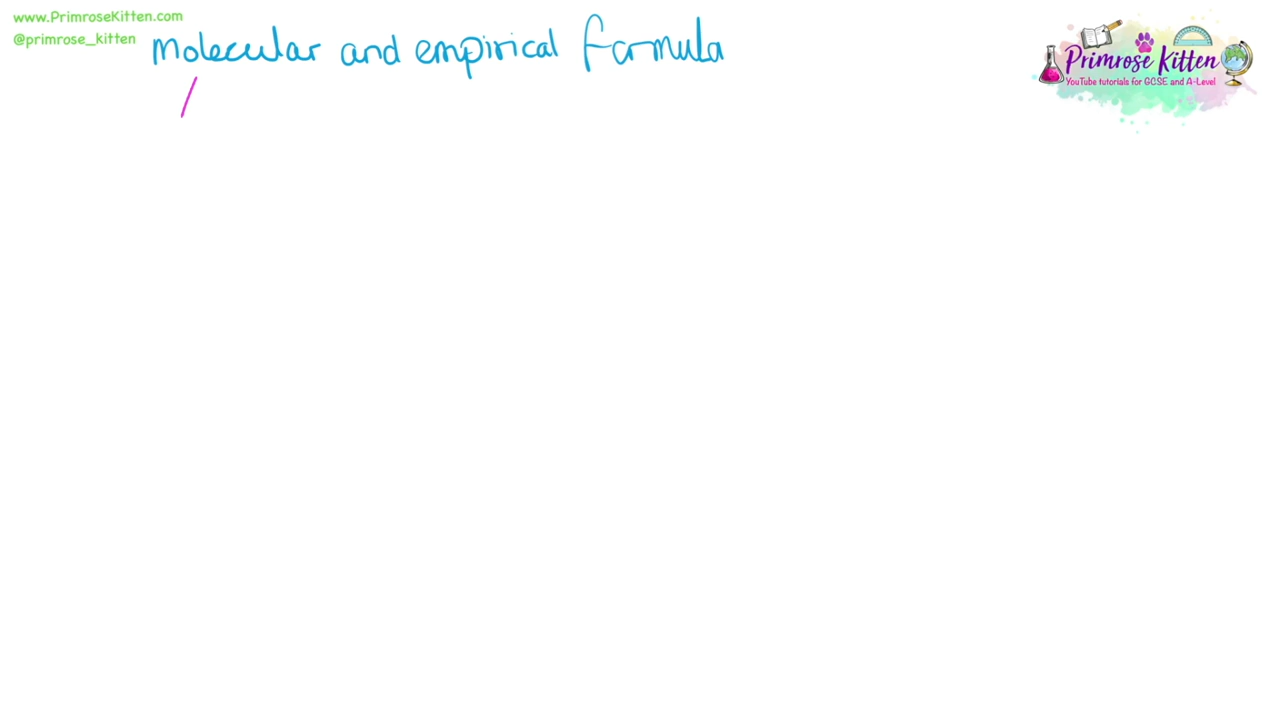 www.PrimroseKitten.com
@primrose_kitten
molecular and empirical formula
Primrose Kitten
YouTube tutorials for GCSE and A-Level